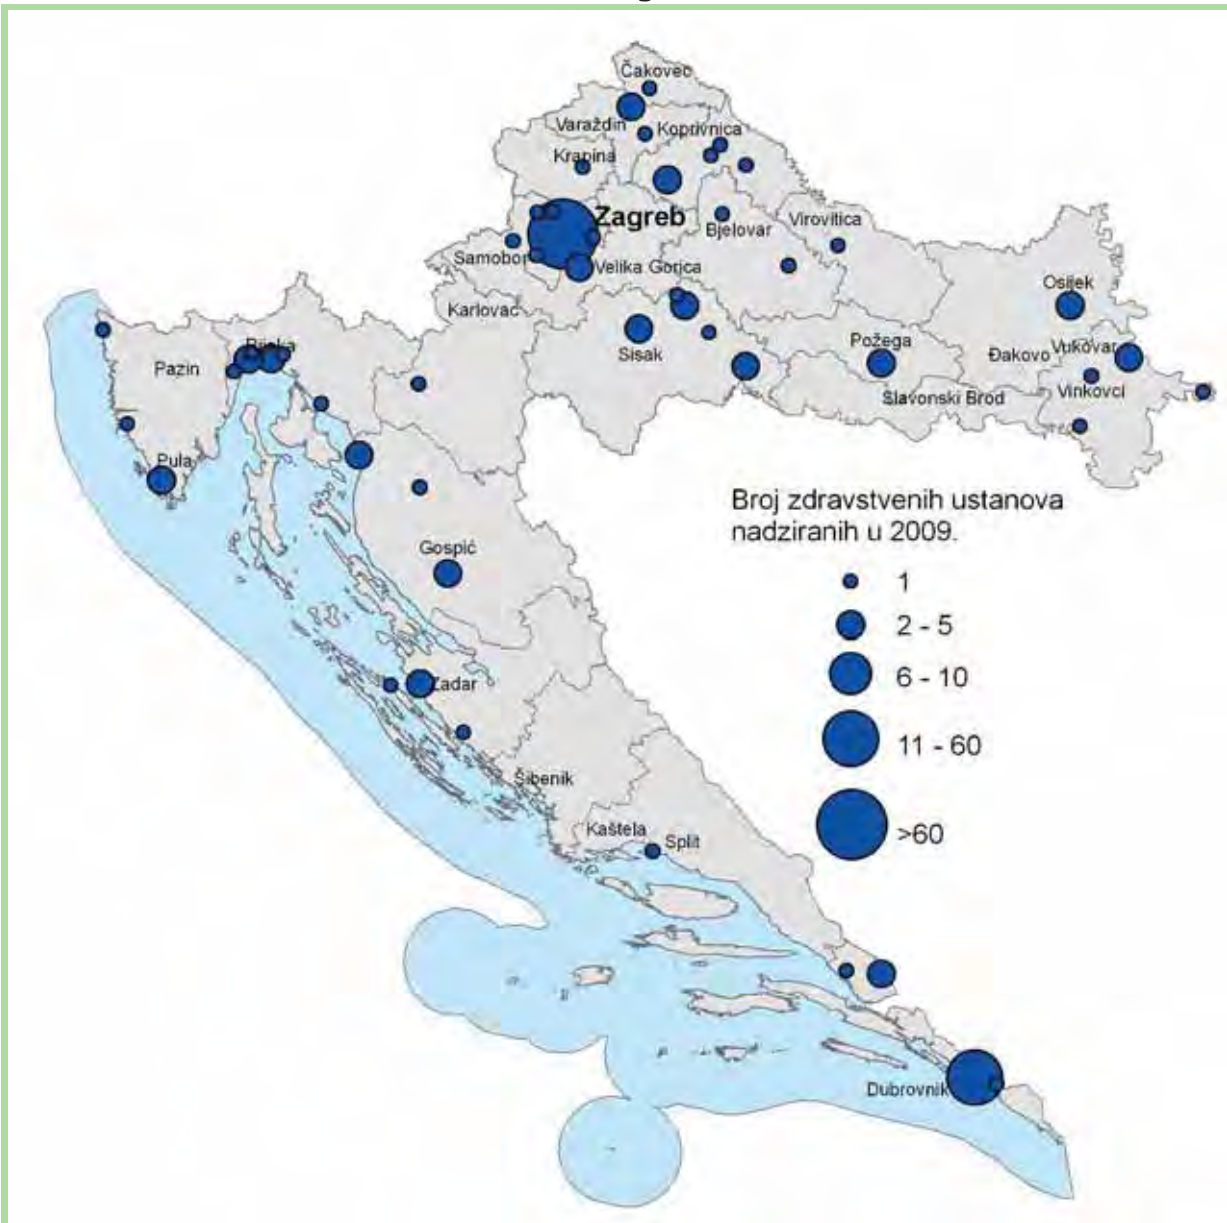 Čakovec
Varaždin
Koprivnica
Krapina
Zagreb
Bjelovar
Virovitica
Samobor
Velika Gorica
Karlovac
Osijek
Rijeka
Sisak
Požega
Đakovo
Vukovar
Pazin
Vinkovci
Slavonski Brod
Pula
Broj zdravstvenih ustanova
nadziranih u 2009.
1
2 - 5
6 - 10
11 - 60
>60
Gospić
Zadar
Šibenik
Kaštela
Split
Dubrovnik